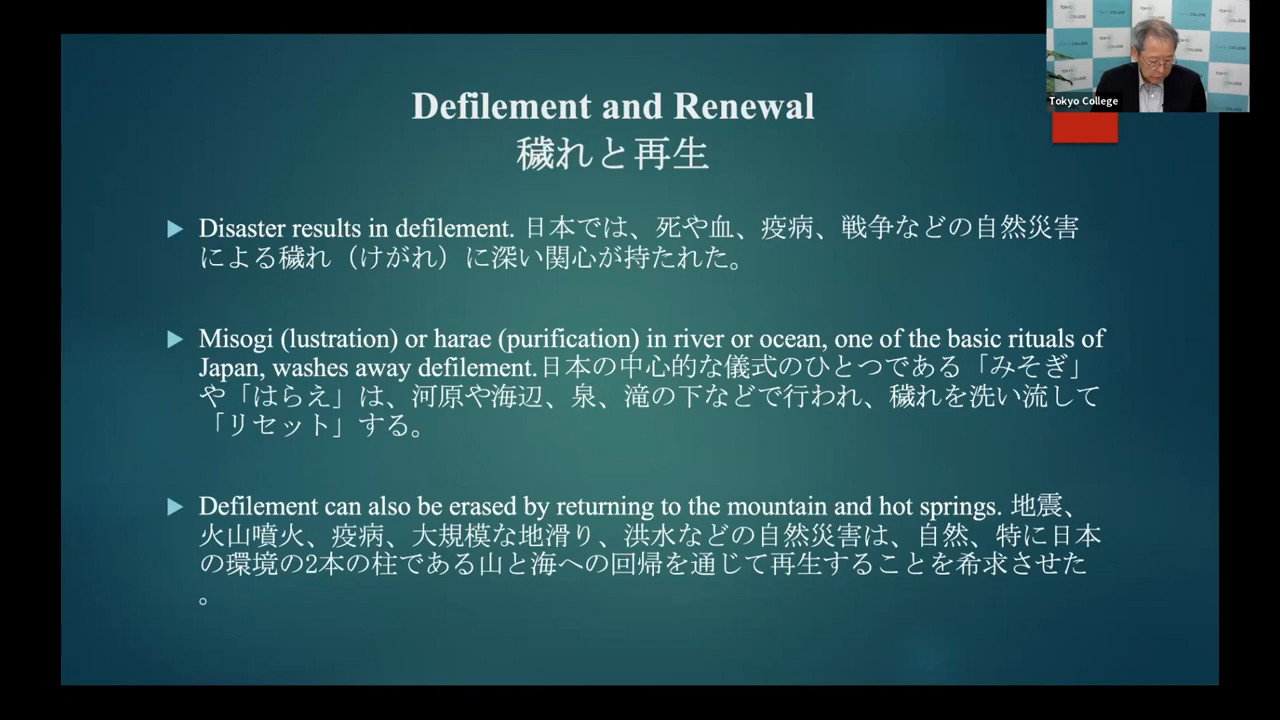 Defilement and Renewal
穢れと再生
Disaster results in defilement. 日本では、死や血、疫病、戦争などの自然災害
による穢れ（けがれ）に深い関心が持たれた。
Misogi (lustration) or harae (purification) in river or ocean, one of the basic rituals of
Japan, washes away defilement.日本の中心的な儀式のひとつである「みそぎ」
や「はらえ」は、河原や海辺、泉、滝の下などで行われ、穢れを洗い流して
「リセット」する。
Defilement can also be erased by returning to the mountain and hot springs. 地震、
火山噴火、疫病、大規模な地滑り、洪水などの自然災害は、自然、特に日本
の環境の2本の柱である山と海への回帰を通じて再生することを希求させた
。
TOKYO COLLEGE
Tokyo College